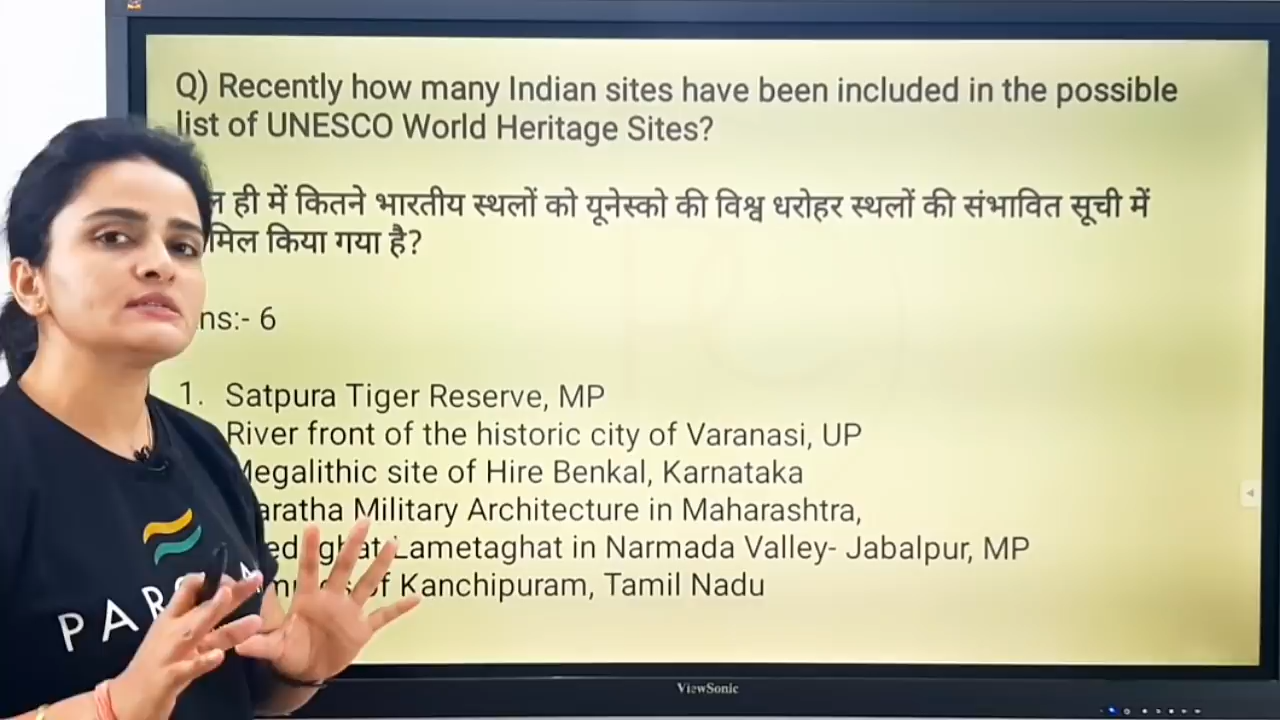 Q) Recently how many Indian sites have been included in the possible
list of UNESCO World Heritage Sites?
ही में कितने भारतीय स्थलों को यूनेस्को की विश्व धरोहर स्थलों की संभावित सूची में
किया गया है?
6
1. Satpura Tiger Reserve, MP
River front of the historic city of Varanasi, UP
Megalithic site of Hire Benkal, Karnataka
Military Architecture in Maharashtra,
Lametaghat in Narmada Valley- Jabalpur, MP
of Kanchipuram, Tamil Nadu
ViewSonic